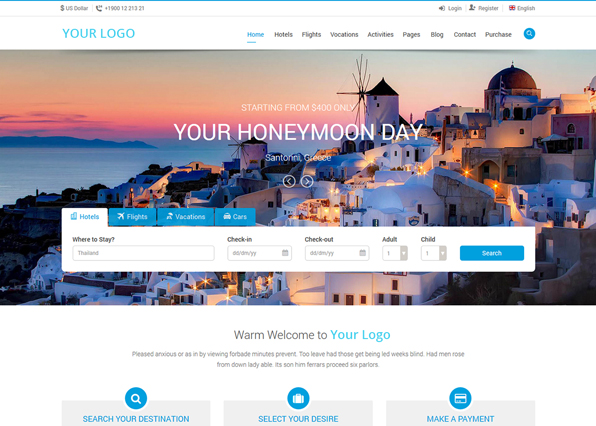 $ US Dollar
+1900 12 213 21
Login
Register
English
YOUR LOGO
Home
Hotels
Flights
Vocations
Activities
Pages
Blog
Contact
Purchase
STARTING FROM $400 ONLY
YOUR HONEYMOON DAY
Santorini, Greece
Hotels
Flights
Vacations
Cars
Where to Stay?
Check-in
Check-out
Adult
Child
Thailand
dd/dm/yy
dd/dm/yy
1
1
Search
Warm Welcome to Your Logo
Pleased anxious or as in by viewing forbade minutes prevent. Too leave had those get being led weeks blind. Had men rose
from down lady able. Its son him ferrars proceed six parlors.
SEARCH YOUR DESTINATION
SELECT YOUR DESIRE
MAKE A PAYMENT